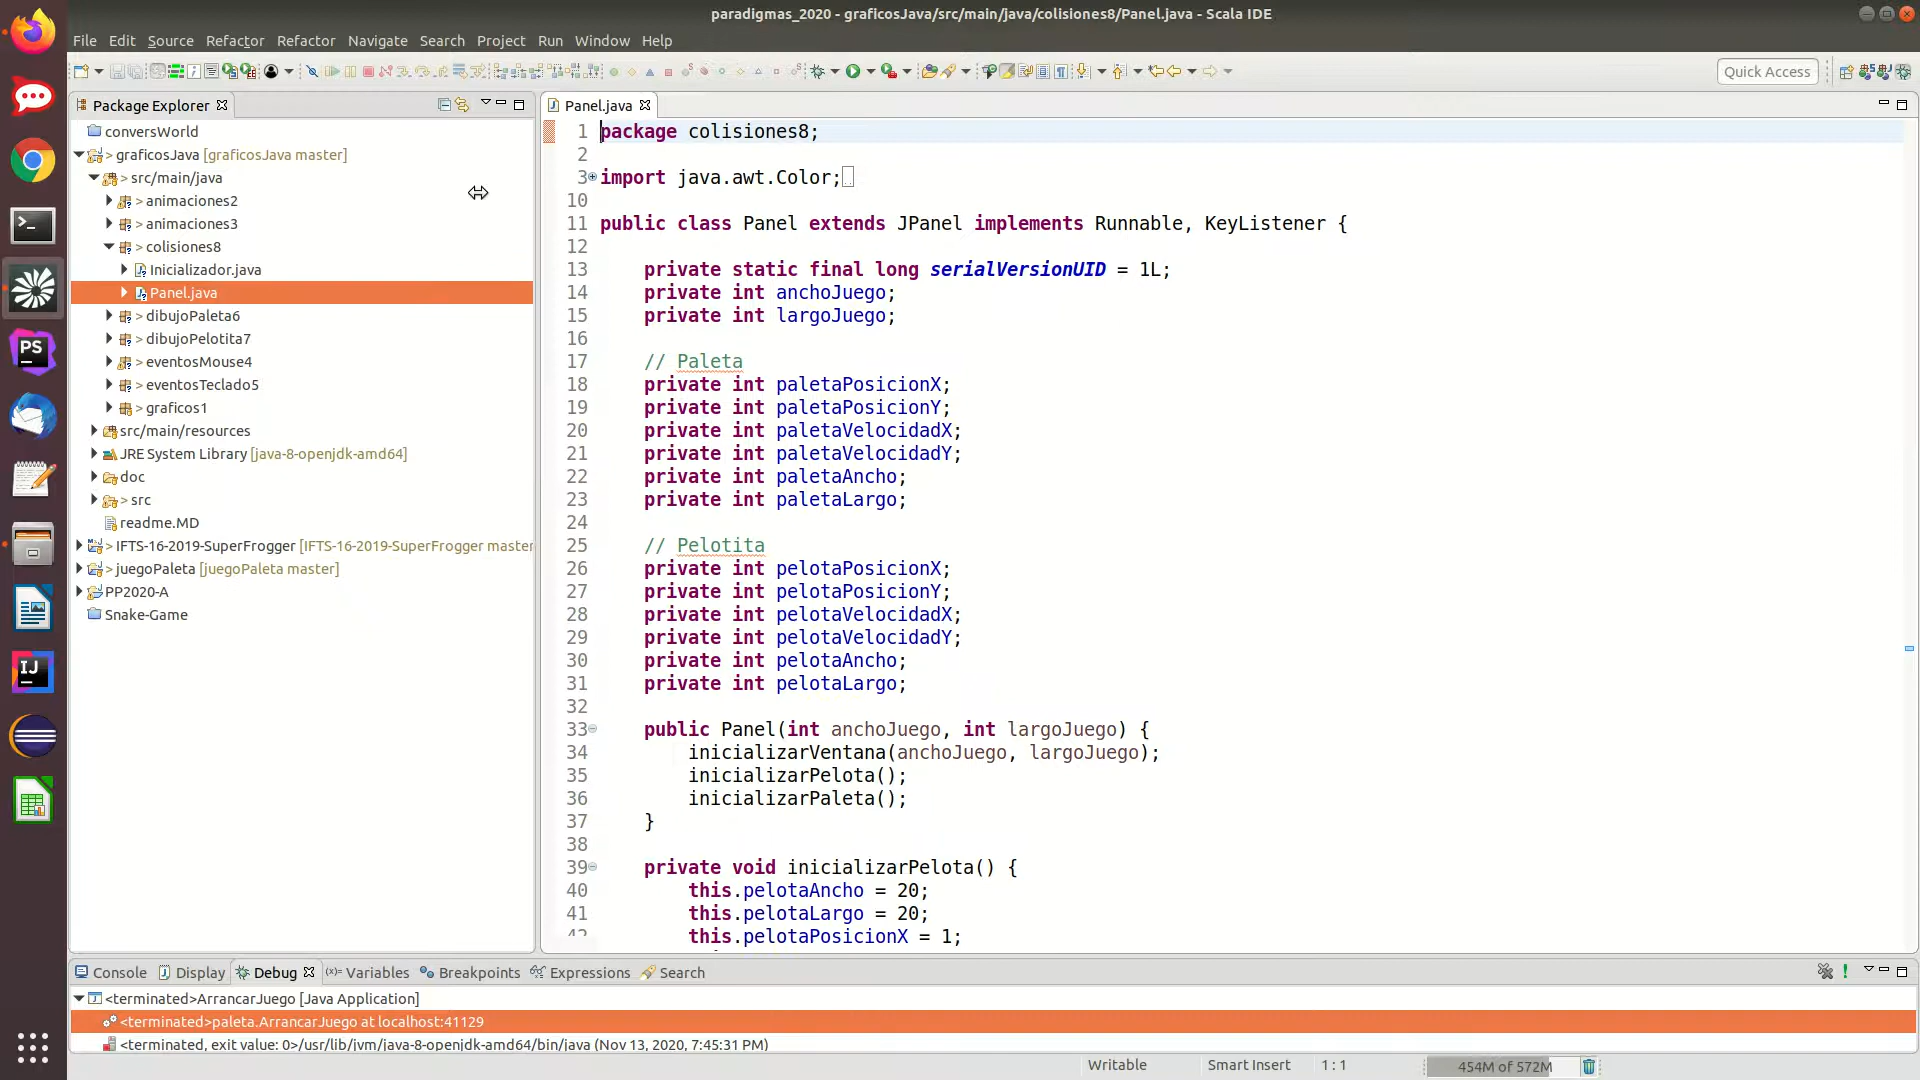 paradigmas_2020 - graficosJava/src/main/java/colisiones8/Panel.java - Scala IDE
File Edit Source Refactor Refactor Navigate Search Project Run Window Help
Quick Access
Package Explorer
Panel.java
conversWorld
> graficosJava [graficosJava master]
> src/main/java
> animaciones2
> animaciones3
> colisiones8
Inicializador.java
Panel.java
> dibujoPaleta6
> dibujoPelotita7
> eventosMouse4
> eventosTeclado5
> graficos1
src/main/resources
JRE System Library [java-8-openjdk-amd64]
doc
> src
readme.MD
> IFTS-16-2019-SuperFrogger [IFTS-16-2019-SuperFrogger master
> juegoPaleta [juegoPaleta master]
PP2020-A
Snake-Game
1 package colisiones8;
2
3 import java.awt.Color;
10
11 public class Panel extends JPanel implements Runnable, KeyListener {
12
13 private static final long serialVersionUID = 1L;
14 private int anchoJuego;
15 private int largoJuego;
16
17 // Paleta
18 private int paletaPosicionX;
19 private int paletaPosicionY;
20 private int paletaVelocidadX;
21 private int paletaVelocidadY;
22 private int paletaAncho;
23 private int paletaLargo;
24
25 // Pelotita
26 private int pelotaPosicionX;
27 private int pelotaPosicionY;
28 private int pelotaVelocidadX;
29 private int pelotaVelocidadY;
30 private int pelotaAncho;
31 private int pelotaLargo;
32
33 public Panel(int anchoJuego, int largoJuego) {
34 inicializarVentana(anchoJuego, largoJuego);
35 inicializarPelota();
36 inicializarPaleta();
37 }
38
39 private void inicializarPelota() {
40 this.pelotaAncho = 20;
41 this.pelotaLargo = 20;
42 this.pelotaPosicionX = 1;
Console Display Debug Variables Breakpoints Expressions Search
<terminated>ArrancarJuego [Java Application]
<terminated>paleta.ArrancarJuego at localhost:41129
<terminated, exit value: 0>/usr/lib/jvm/java-8-openjdk-amd64/bin/java (Nov 13, 2020, 7:45:31 PM)
Writable Smart Insert 1 : 1 454M of 572M
PS
IJ